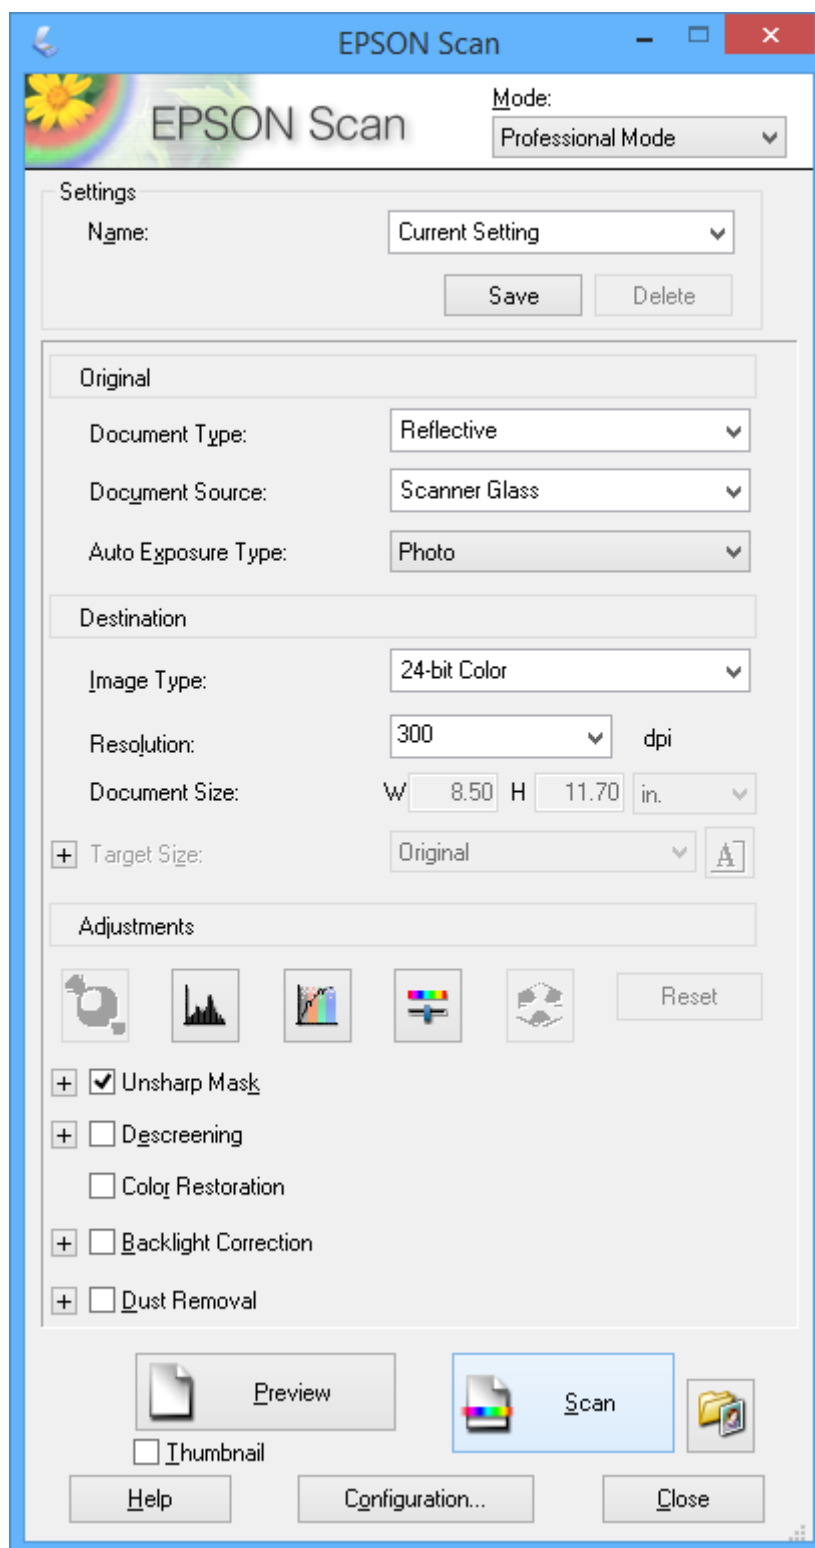 EPSON Scan
EPSON Scan
Mode:
Professional Mode
Settings
Name:
Current Setting
Save
Delete
Original
Document Type:
Reflective
Document Source:
Scanner Glass
Auto Exposure Type:
Photo
Destination
Image Type:
24-bit Color
Resolution:
300
dpi
Document Size:
W 8.50 H 11.70 in.
Target Size:
Original
A
Adjustments
Reset
Unsharp Mask
Descreening
Color Restoration
Backlight Correction
Dust Removal
Preview
Scan
Thumbnail
Help
Configuration...
Close